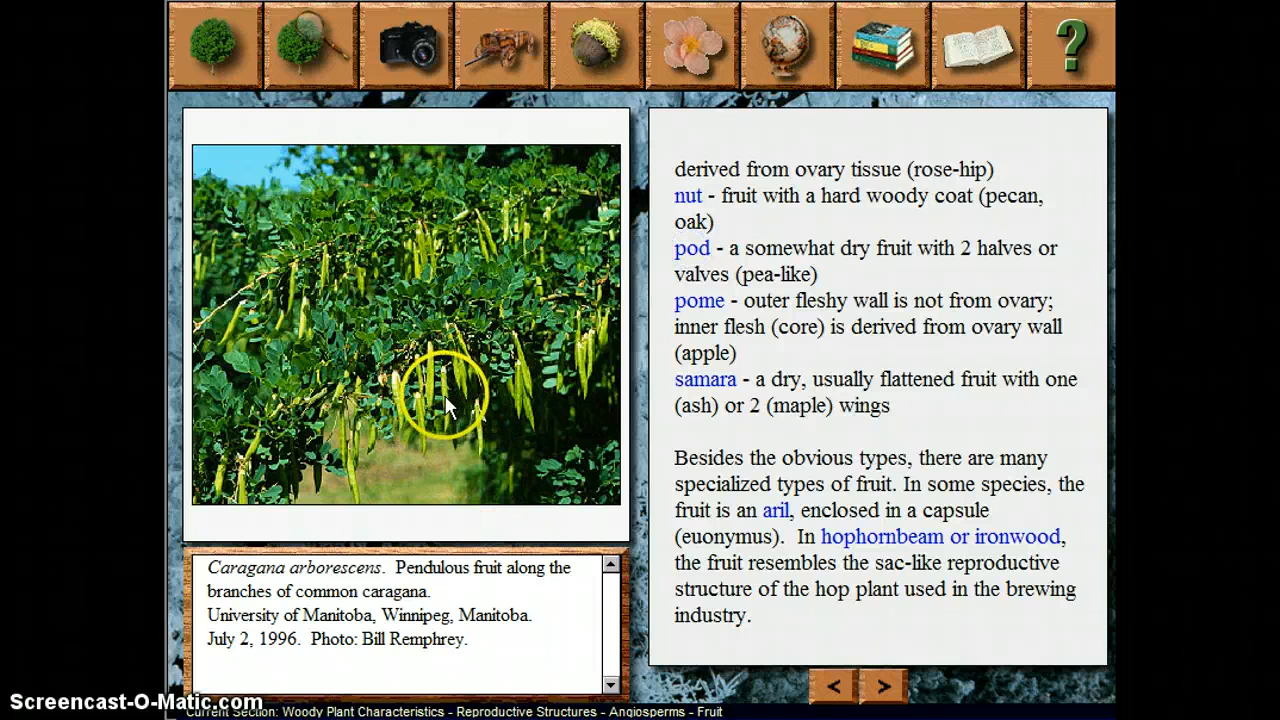 derived from ovary tissue (rose-hip)
nut - fruit with a hard woody coat (pecan,
oak)
pod - a somewhat dry fruit with 2 halves or
valves (pea-like)
pome - outer fleshy wall is not from ovary;
inner flesh (core) is derived from ovary wall
(apple)
samara - a dry, usually flattened fruit with one
(ash) or 2 (maple) wings
Besides the obvious types, there are many
specialized types of fruit. In some species, the
fruit is an aril, enclosed in a capsule
(euonymus).  In hophornbeam or ironwood,
the fruit resembles the sac-like reproductive
structure of the hop plant used in the brewing
industry.
Caragana arborescens.  Pendulous fruit along the
branches of common caragana.
University of Manitoba, Winnipeg, Manitoba.
July 2, 1996.  Photo: Bill Remphrey.
< >
Screencast-O-Matic.com
Current Section: Woody Plant Characteristics - Reproductive Structures - Angiosperms - Fruit